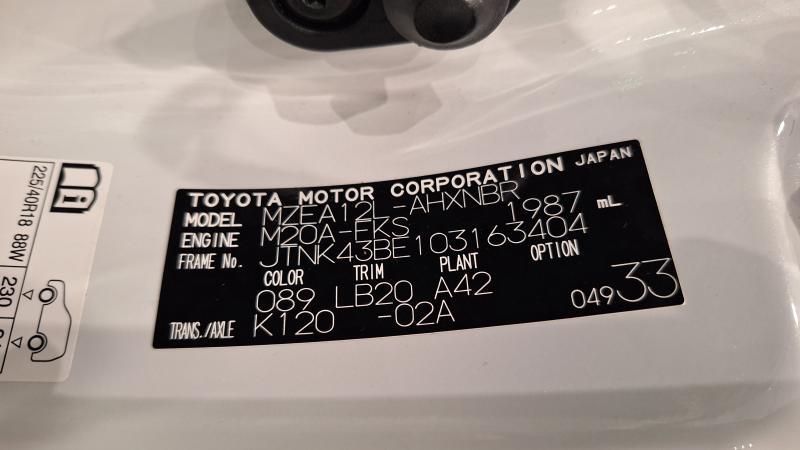 TOYOTA MOTOR CORPORATION JAPAN
MODEL MZEA12L-AHXNBR
ENGINE M20A-FKS 1987 mL
FRAME No. JTNK43BE103163404
COLOR TRIM PLANT OPTION
089 LB20 A42
TRANS./AXLE K120 -02A 04933
225/40R18 88W
230